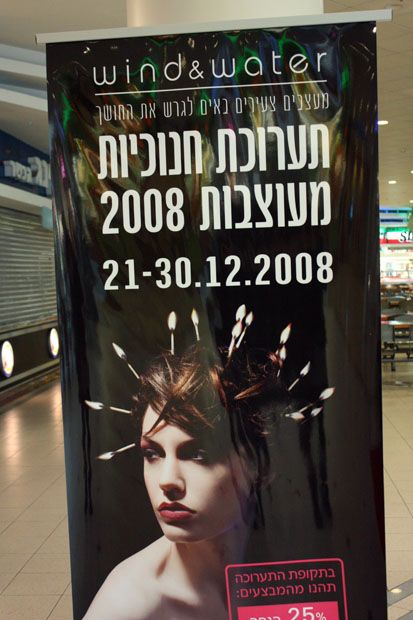 wind&water
מעצבים צעירים באים לגרש את החושך
תערוכת חנוכיות
מעוצבות 2008
21-30.12.2008
בתקופת התערוכה
תהנו מהמבצעים:
25% הנחה